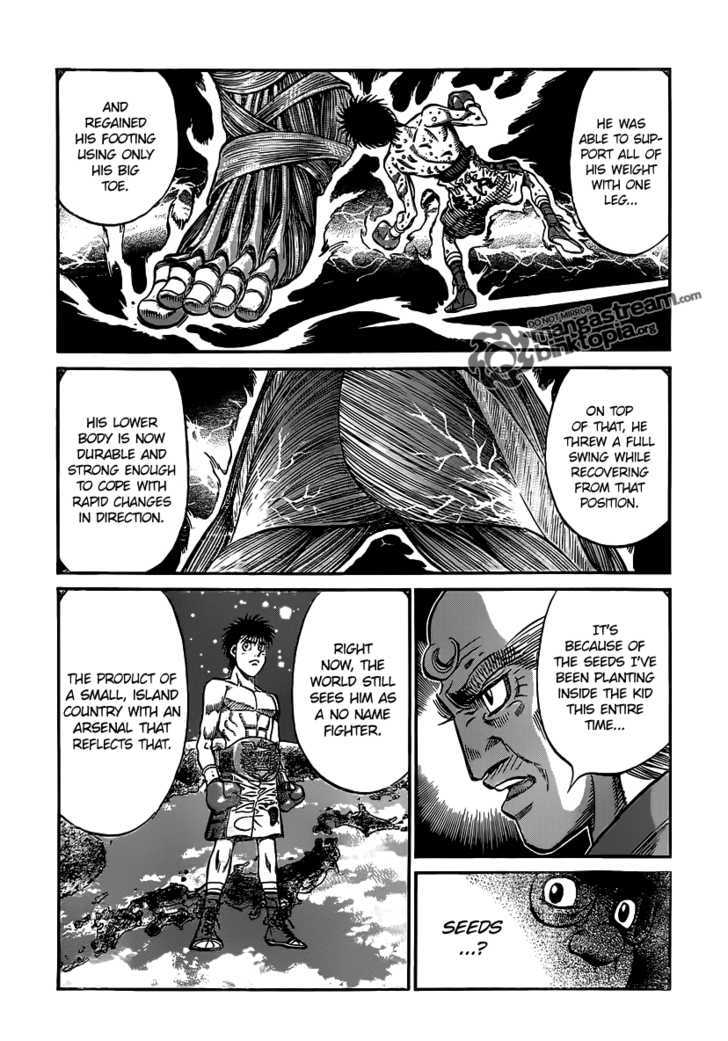 HE WAS
ABLE TO SUP-
PORT ALL OF
HIS WEIGHT
WITH ONE
LEG...
AND
REGAINED
HIS FOOTING
USING ONLY
HIS BIG
TOE.
DO NOT MIRROR
mangastream.com
binktopia.org
ON TOP
OF THAT, HE
THREW A FULL
SWING WHILE
RECOVERING
FROM THAT
POSITION.
HIS LOWER
BODY IS NOW
DURABLE AND
STRONG ENOUGH
TO COPE WITH
RAPID CHANGES
IN DIRECTION.
IT'S
BECAUSE OF
THE SEEDS I'VE
BEEN PLANTING
INSIDE THE KID
THIS ENTIRE
TIME...
SEEDS
...?
RIGHT
NOW, THE
WORLD STILL
SEES HIM AS
A NO NAME
FIGHTER.
THE PRODUCT OF
A SMALL, ISLAND
COUNTRY WITH AN
ARSENAL THAT
REFLECTS THAT.